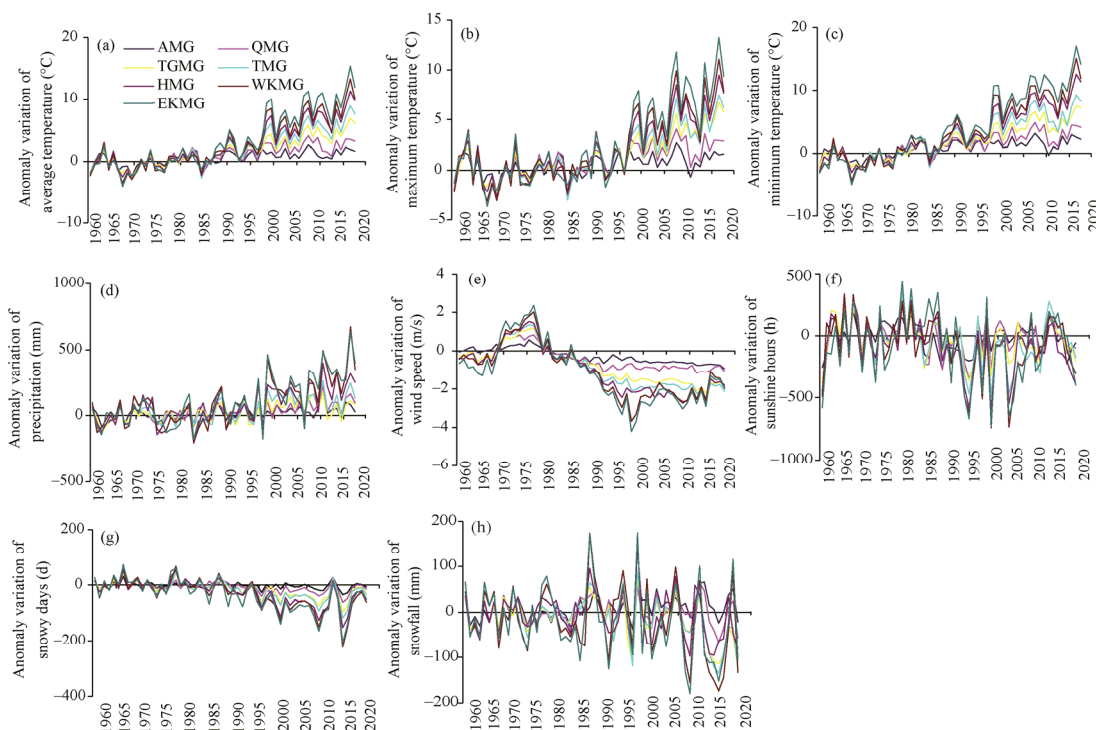 (a)
AMG QMG
TGMG TMG
HMG WKMG
EKMG
Anomaly variation of
average temperature (°C)
20
10
0
−10
1960 1965 1970 1975 1980 1985 1990 1995 2000 2005 2010 2015 2020
(b)
Anomaly variation of
maximum temperature (°C)
15
10
5
0
−5
1960 1965 1970 1975 1980 1985 1990 1995 2000 2005 2010 2015 2020
(c)
Anomaly variation of
minimum temperature (°C)
20
10
0
−10
1960 1965 1970 1975 1980 1985 1990 1995 2000 2005 2010 2015 2020
(d)
Anomaly variation of
precipitation (mm)
1000
500
0
−500
1960 1965 1970 1975 1980 1985 1990 1995 2000 2005 2010 2015 2020
(e)
Anomaly variation of
wind speed (m/s)
4
2
0
−2
−4
−6
1960 1965 1970 1975 1980 1985 1990 1995 2000 2005 2010 2015 2020
(f)
Anomaly variation of
sunshine hours (h)
500
0
−500
−1000
1960 1965 1970 1975 1980 1985 1990 1995 2000 2005 2010 2015 2020
(g)
Anomaly variation of
snowy days (d)
200
0
−200
−400
1960 1965 1970 1975 1980 1985 1990 1995 2000 2005 2010 2015 2020
(h)
Anomaly variation of
snowfall (mm)
200
100
0
−100
−200
1960 1965 1970 1975 1980 1985 1990 1995 2000 2005 2010 2015 2020